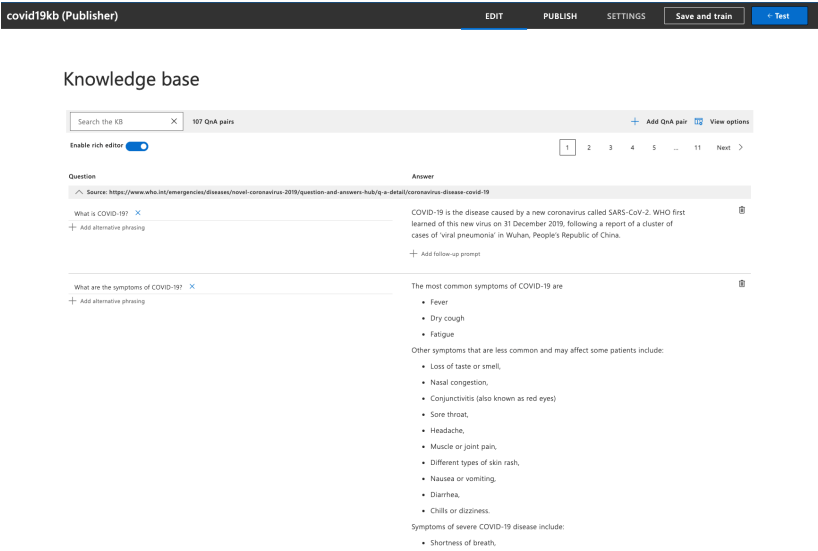 covid19kb (Publisher)
EDIT
PUBLISH
SETTINGS
Save and train
← Test
Knowledge base
Search the KB
107 QnA pairs
Add QnA pair
View options
Enable rich editor
1 2 3 4 5 ... 11 Next >
Question
Answer
Source: https://www.who.int/emergencies/diseases/novel-coronavirus-2019/question-and-answers-hub/q-a-detail/coronavirus-disease-covid-19
What is COVID-19?
+ Add alternative phrasing
COVID-19 is the disease caused by a new coronavirus called SARS-CoV-2. WHO first
learned of this new virus on 31 December 2019, following a report of a cluster of
cases of 'viral pneumonia' in Wuhan, People's Republic of China.
+ Add follow-up prompt
What are the symptoms of COVID-19?
+ Add alternative phrasing
The most common symptoms of COVID-19 are
• Fever
• Dry cough
• Fatigue
Other symptoms that are less common and may affect some patients include:
• Loss of taste or smell,
• Nasal congestion,
• Conjunctivitis (also known as red eyes)
• Sore throat,
• Headache,
• Muscle or joint pain,
• Different types of skin rash,
• Nausea or vomiting,
• Diarrhea,
• Chills or dizziness.
Symptoms of severe COVID-19 disease include:
• Shortness of breath,